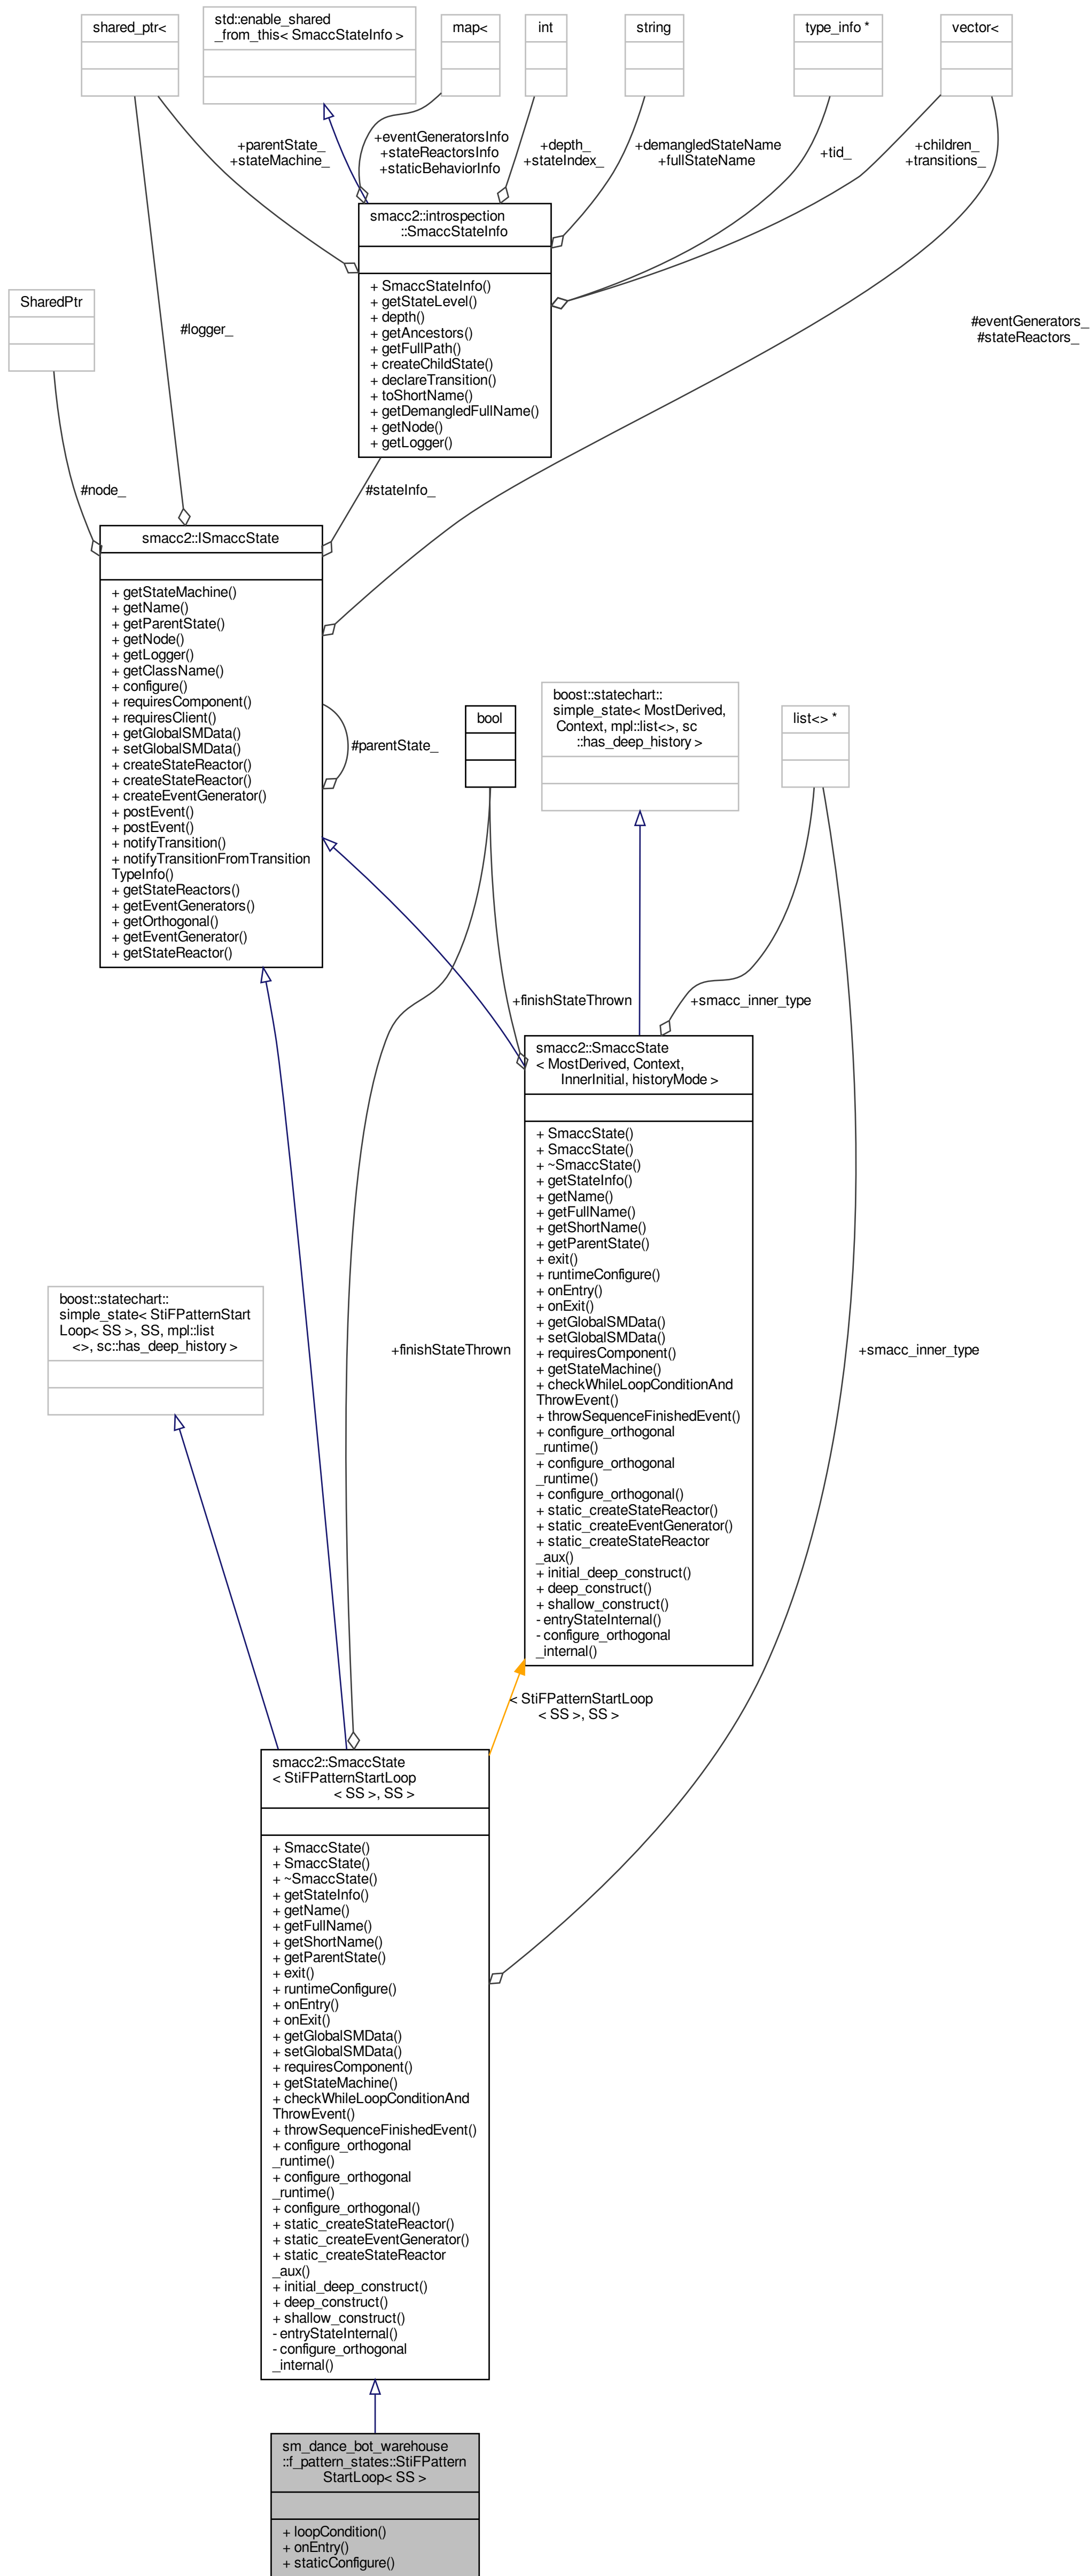 shared_ptr<
std::enable_shared
_from_this< SmaccStateInfo >
map<
int
string
type_info *
vector<
+parentState_
+stateMachine_
+eventGeneratorsInfo
+stateReactorsInfo
+staticBehaviorInfo
+depth_
+stateIndex_
+demangledStateName
+fullStateName
+tid_
+children_
+transitions_
smacc2::introspection
::SmaccStateInfo
+ SmaccStateInfo()
+ getStateLevel()
+ depth()
+ getAncestors()
+ getFullPath()
+ createChildState()
+ declareTransition()
+ toShortName()
+ getDemangledFullName()
+ getNode()
+ getLogger()
SharedPtr
#logger_
#eventGenerators_
#stateReactors_
#node_
#stateInfo_
smacc2::ISmaccState
+ getStateMachine()
+ getName()
+ getParentState()
+ getNode()
+ getLogger()
+ getClassName()
+ configure()
+ requiresComponent()
+ requiresClient()
+ getGlobalSMData()
+ setGlobalSMData()
+ createStateReactor()
+ createStateReactor()
+ createEventGenerator()
+ postEvent()
+ postEvent()
+ notifyTransition()
+ notifyTransitionFromTransition
TypeInfo()
+ getStateReactors()
+ getEventGenerators()
+ getOrthogonal()
+ getEventGenerator()
+ getStateReactor()
#parentState_
bool
boost::statechart::
simple_state< MostDerived,
Context, mpl::list<>, sc
::has_deep_history >
list<> *
+finishStateThrown
+smacc_inner_type
smacc2::SmaccState
< MostDerived, Context,
InnerInitial, historyMode >
+ SmaccState()
+ SmaccState()
+ ~SmaccState()
+ getStateInfo()
+ getName()
+ getFullName()
+ getShortName()
+ getParentState()
+ exit()
+ runtimeConfigure()
+ onEntry()
+ onExit()
+ getGlobalSMData()
+ setGlobalSMData()
+ requiresComponent()
+ getStateMachine()
+ checkWhileLoopConditionAnd
ThrowEvent()
+ throwSequenceFinishedEvent()
+ configure_orthogonal
_runtime()
+ configure_orthogonal
_runtime()
+ configure_orthogonal()
+ static_createStateReactor()
+ static_createEventGenerator()
+ static_createStateReactor
_aux()
+ initial_deep_construct()
+ deep_construct()
+ shallow_construct()
- entryStateInternal()
- configure_orthogonal
_internal()
boost::statechart::
simple_state< StiFPatternStart
Loop< SS >, SS, mpl::list
<>, sc::has_deep_history >
+finishStateThrown
+smacc_inner_type
< StiFPatternStartLoop
< SS >, SS >
smacc2::SmaccState
< StiFPatternStartLoop
< SS >, SS >
+ SmaccState()
+ SmaccState()
+ ~SmaccState()
+ getStateInfo()
+ getName()
+ getFullName()
+ getShortName()
+ getParentState()
+ exit()
+ runtimeConfigure()
+ onEntry()
+ onExit()
+ getGlobalSMData()
+ setGlobalSMData()
+ requiresComponent()
+ getStateMachine()
+ checkWhileLoopConditionAnd
ThrowEvent()
+ throwSequenceFinishedEvent()
+ configure_orthogonal
_runtime()
+ configure_orthogonal
_runtime()
+ configure_orthogonal()
+ static_createStateReactor()
+ static_createEventGenerator()
+ static_createStateReactor
_aux()
+ initial_deep_construct()
+ deep_construct()
+ shallow_construct()
- entryStateInternal()
- configure_orthogonal
_internal()
sm_dance_bot_warehouse
::f_pattern_states::StiFPattern
StartLoop< SS >
+ loopCondition()
+ onEntry()
+ staticConfigure()